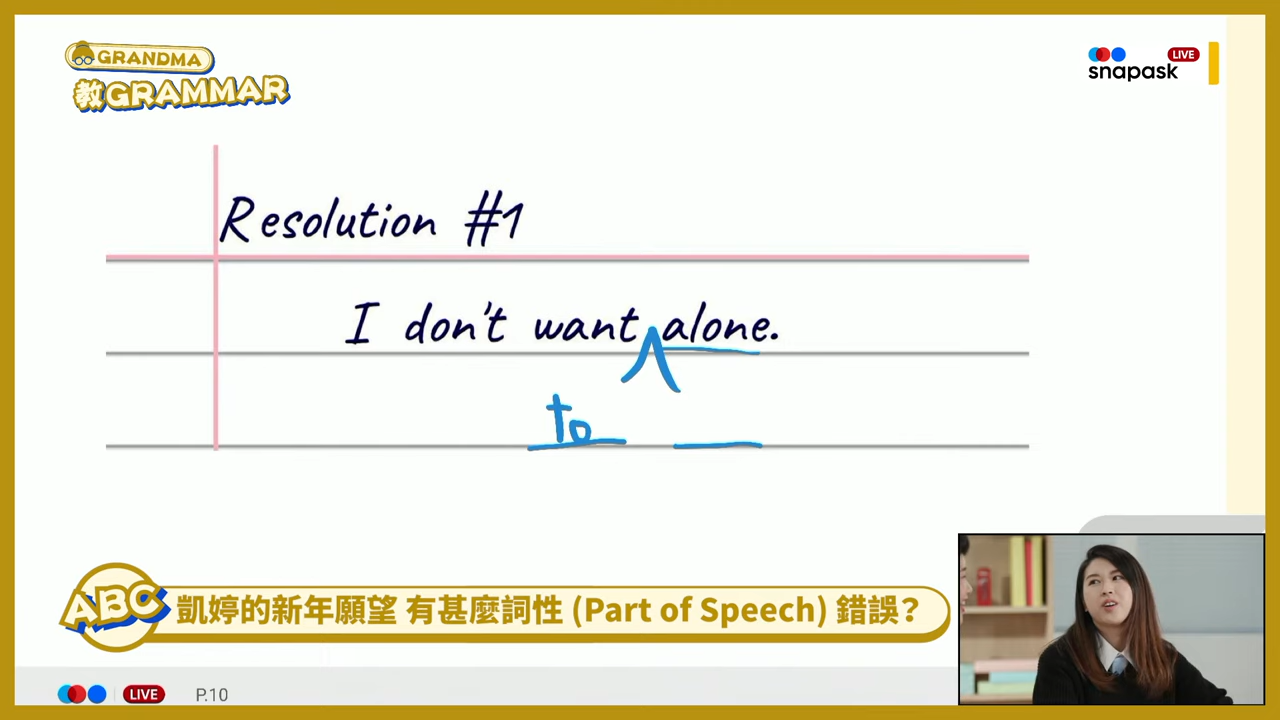 GRANDMA
教GRAMMAR
LIVE
snapask
Resolution #1
I don't want alone.
to
ABC
凱婷的新年願望 有甚麼詞性 (Part of Speech) 錯誤?
LIVE
P.10